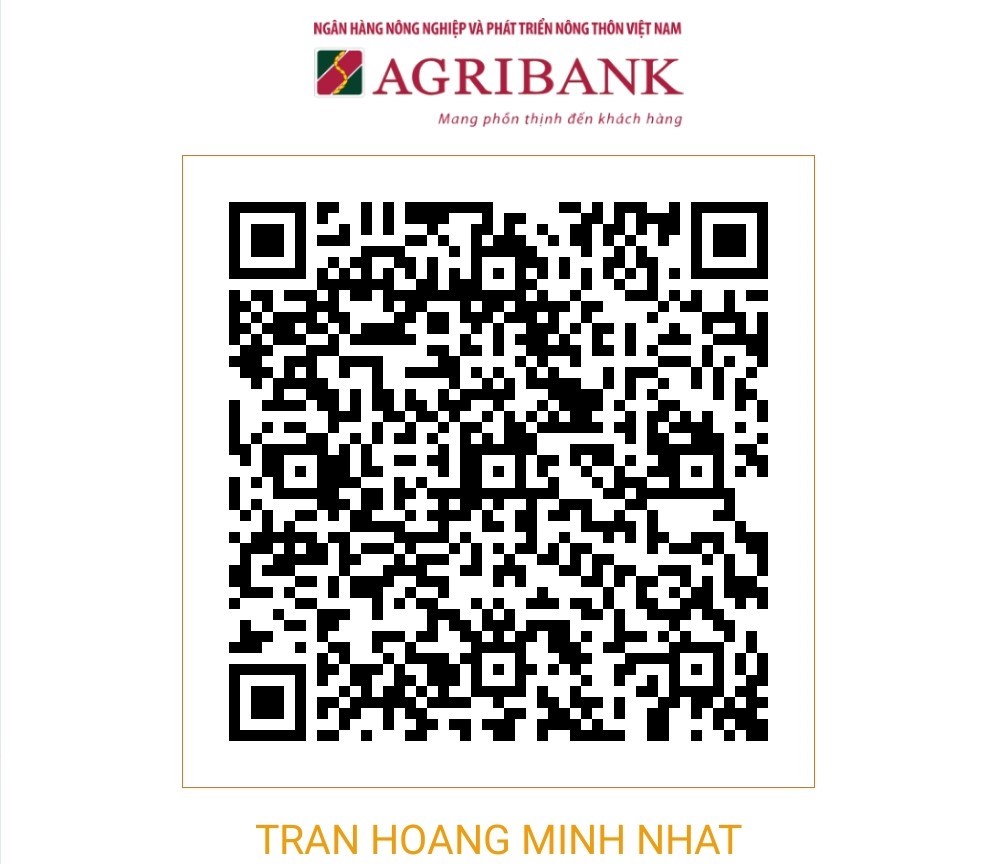 NGÂN HÀNG NÔNG NGHIỆP VÀ PHÁT TRIỂN NÔNG THÔN VIỆT NAM
AGRIBANK
Mang phồn thịnh đến khách hàng
TRAN HOANG MINH NHAT